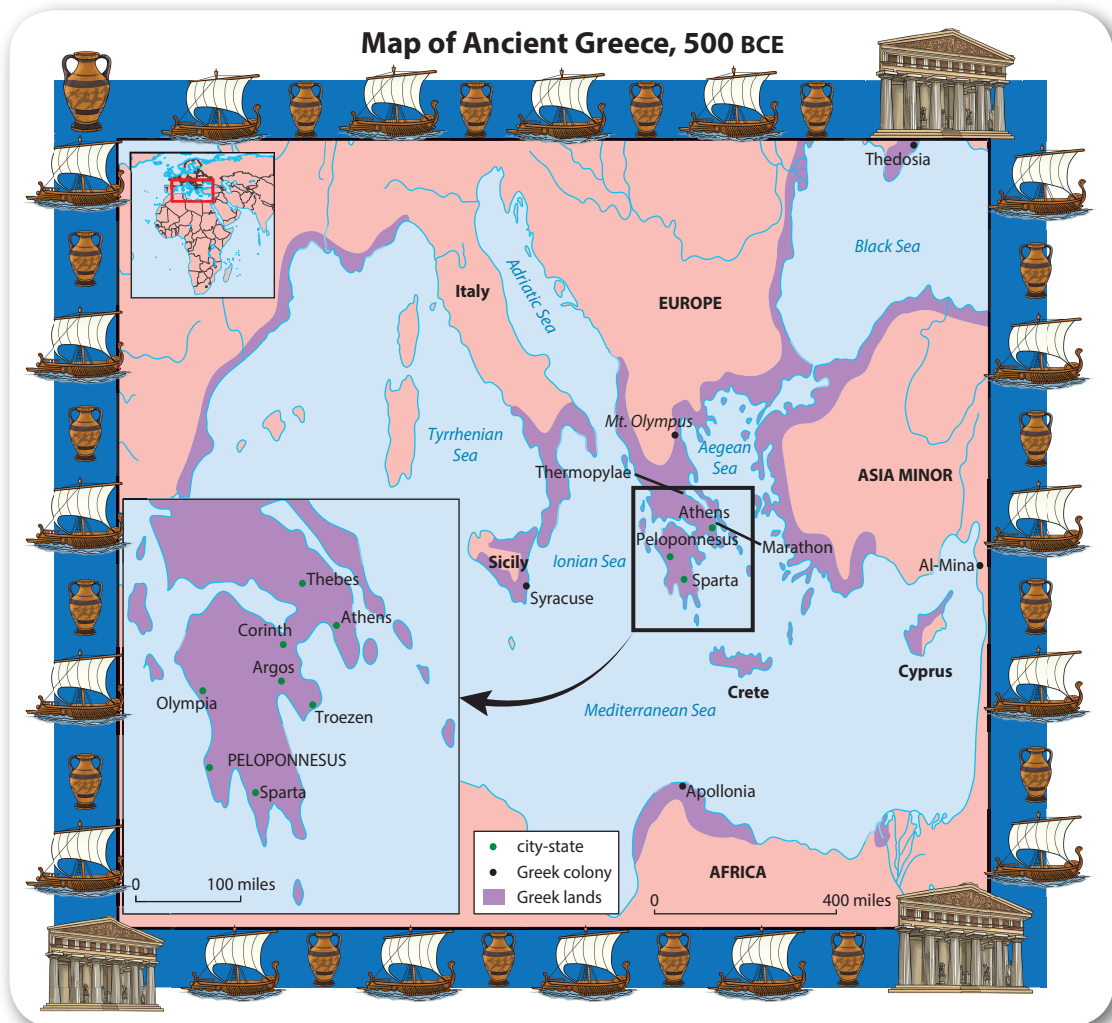 Map of Ancient Greece, 500 BCE
Thedosia
Black Sea
Adriatic Sea
Italy
EUROPE
Mt. Olympus
Tyrrhenian
Sea
Aegean
Sea
Thermopylae
ASIA MINOR
Athens
Peloponnesus
Marathon
Sicily
Ionian Sea
Al-Mina
Sparta
Syracuse
Thebes
Athens
Corinth
Argos
Olympia
Troezen
PELOPONNESUS
Sparta
Cyprus
Crete
Mediterranean Sea
Apollonia
AFRICA
city-state
Greek colony
Greek lands
0 100 miles
0 400 miles